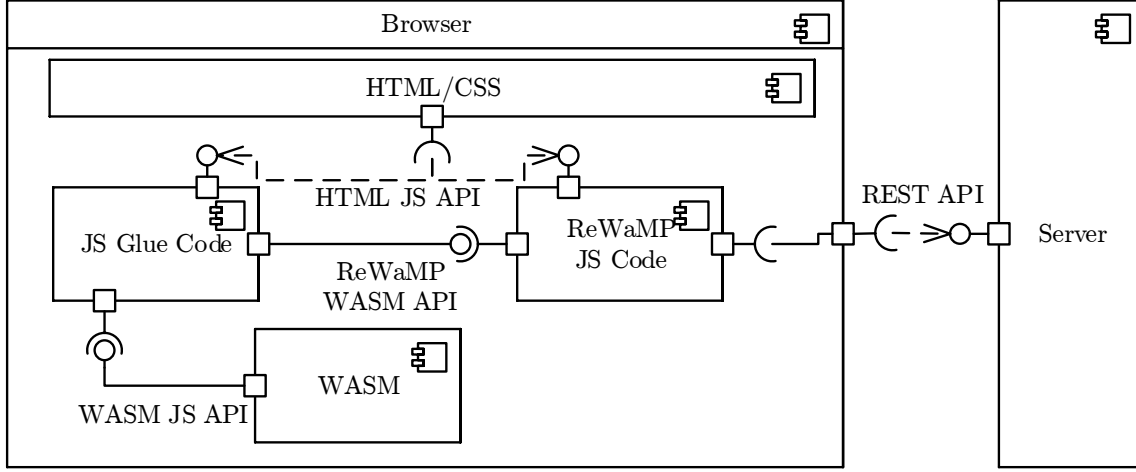 Browser
HTML/CSS
HTML JS API
REST API
JS Glue Code
ReWaMP
JS Code
Server
ReWaMP
WASM API
WASM
WASM JS API